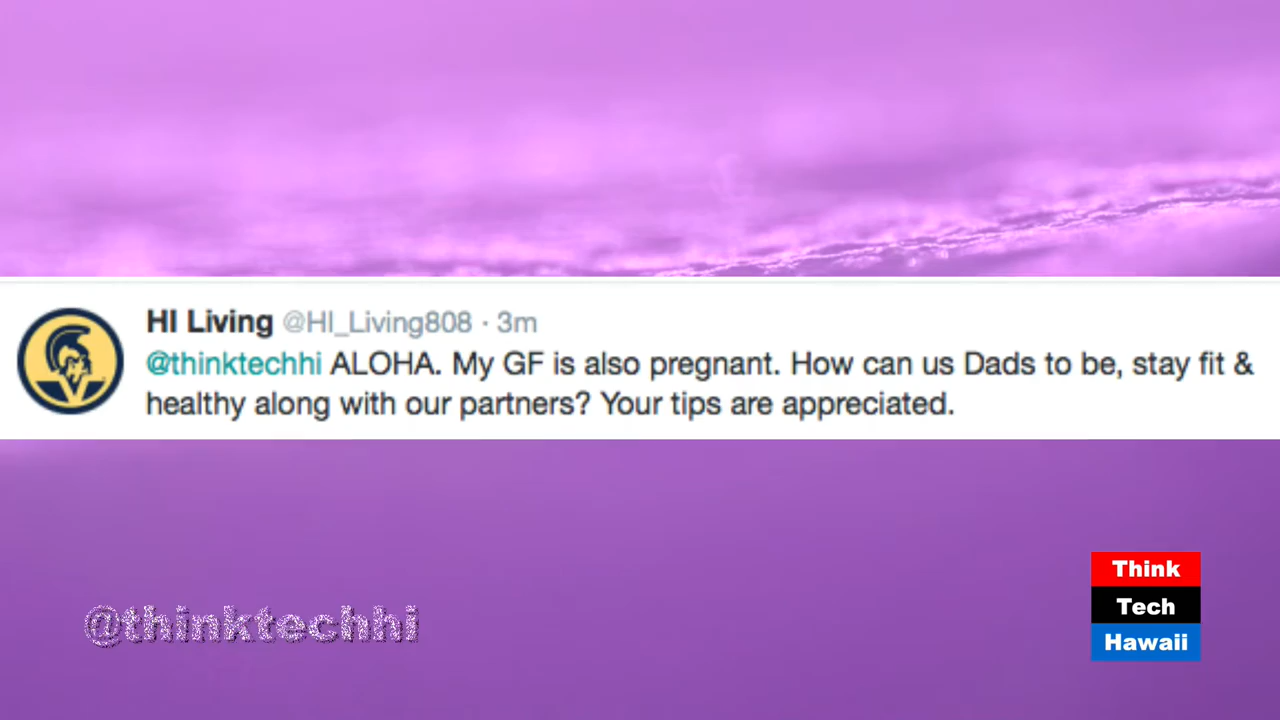 HI Living @HI_Living808 · 3m
@thinktechhi ALOHA. My GF is also pregnant. How can us Dads to be, stay fit &
healthy along with our partners? Your tips are appreciated.
@thinktechhi
Think
Tech
Hawaii